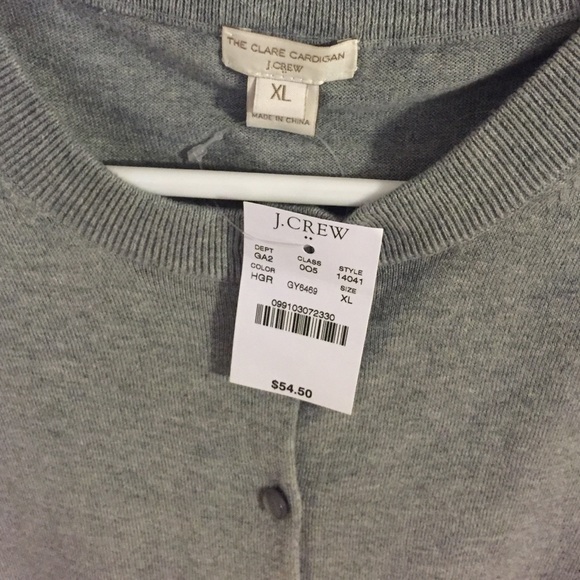 THE CLARE CARDIGAN
J.CREW
XL
MADE IN CHINA
J.CREW
DEPT CLASS STYLE
GA2 005 14041
COLOR SIZE
HGR GY6469 XL
099103072330
$54.50